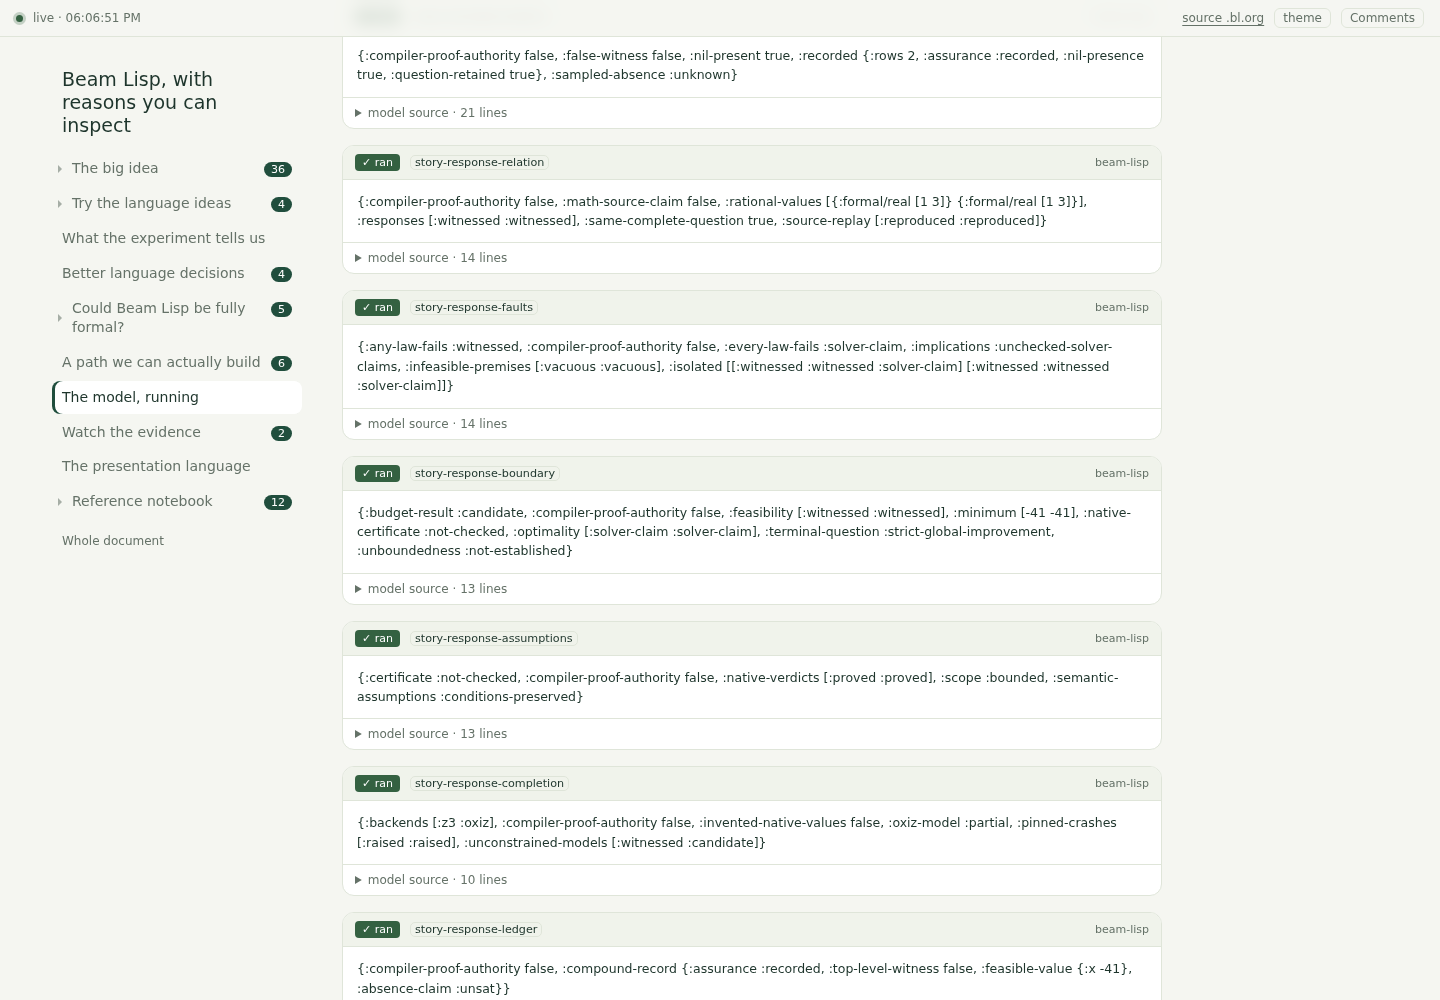 live · 06:06:51 PM
source .bl.org
theme
Comments
Beam Lisp, with
reasons you can
inspect
The big idea
36
Try the language ideas
4
What the experiment tells us
Better language decisions
4
Could Beam Lisp be fully
formal?
5
A path we can actually build
6
The model, running
Watch the evidence
2
The presentation language
Reference notebook
12
Whole document
{:compiler-proof-authority false, :false-witness false, :nil-present true, :recorded {:rows 2, :assurance :recorded, :nil-presence
true, :question-retained true}, :sampled-absence :unknown}
▶ model source · 21 lines
✓ ran
story-response-relation
beam-lisp
{:compiler-proof-authority false, :math-source-claim false, :rational-values [{:formal/real [1 3]} {:formal/real [1 3]}],
:responses [:witnessed :witnessed], :same-complete-question true, :source-replay [:reproduced :reproduced]}
▶ model source · 14 lines
✓ ran
story-response-faults
beam-lisp
{:any-law-fails :witnessed, :compiler-proof-authority false, :every-law-fails :solver-claim, :implications :unchecked-solver-
claims, :infeasible-premises [:vacuous :vacuous], :isolated [[:witnessed :witnessed :solver-claim] [:witnessed :witnessed
:solver-claim]]}
▶ model source · 14 lines
✓ ran
story-response-boundary
beam-lisp
{:budget-result :candidate, :compiler-proof-authority false, :feasibility [:witnessed :witnessed], :minimum [-41 -41], :native-
certificate :not-checked, :optimality [:solver-claim :solver-claim], :terminal-question :strict-global-improvement,
:unboundedness :not-established}
▶ model source · 13 lines
✓ ran
story-response-assumptions
beam-lisp
{:certificate :not-checked, :compiler-proof-authority false, :native-verdicts [:proved :proved], :scope :bounded, :semantic-
assumptions :conditions-preserved}
▶ model source · 13 lines
✓ ran
story-response-completion
beam-lisp
{:backends [:z3 :oxiz], :compiler-proof-authority false, :invented-native-values false, :oxiz-model :partial, :pinned-crashes
[:raised :raised], :unconstrained-models [:witnessed :candidate]}
▶ model source · 10 lines
✓ ran
story-response-ledger
beam-lisp
{:compiler-proof-authority false, :compound-record {:assurance :recorded, :top-level-witness false, :feasible-value {:x -41},
:absence-claim :unsat}}